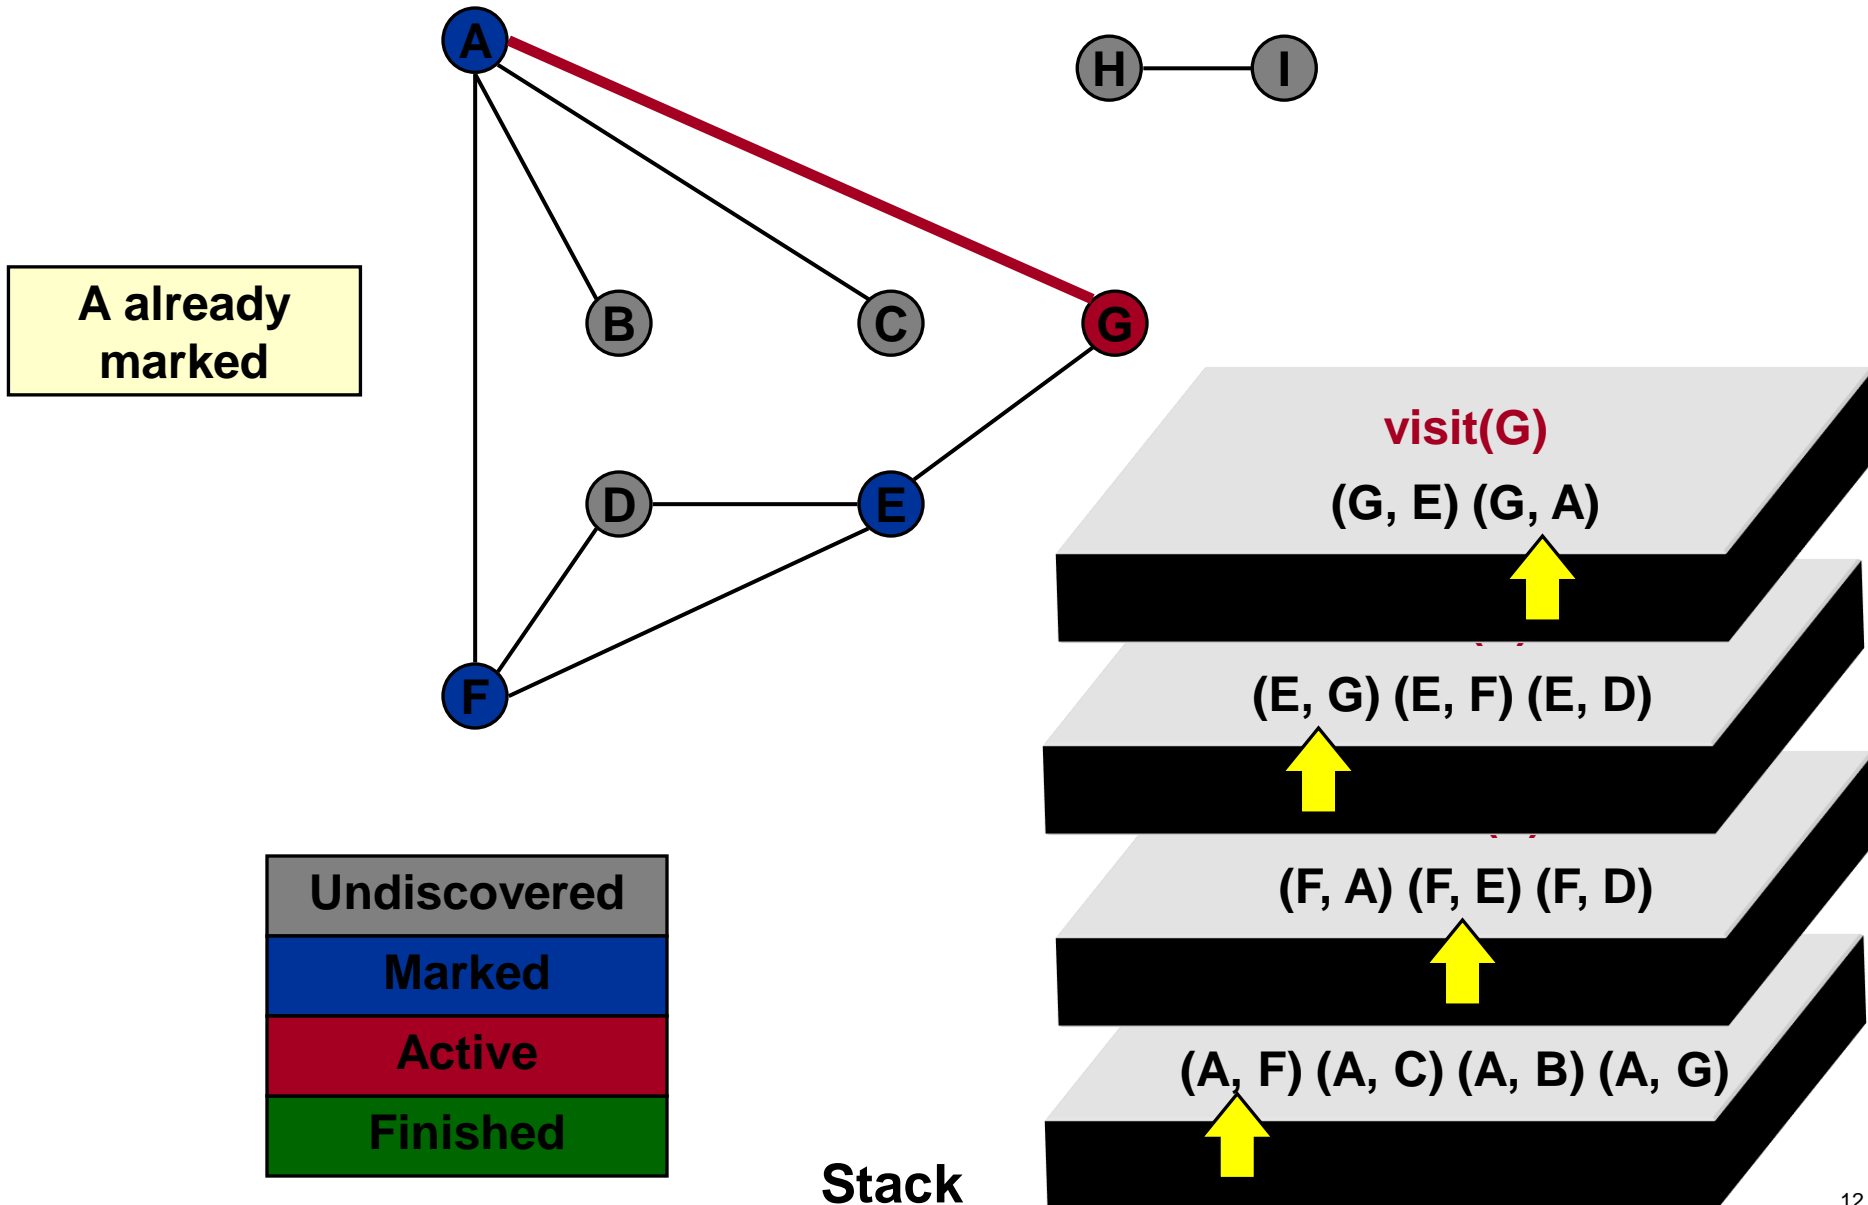 A
H
I
A already
marked
B
C
G
visit(G)
(G, E) (G, A)
D
E
(E, G) (E, F) (E, D)
F
(F, A) (F, E) (F, D)
Undiscovered
Marked
Active
Finished
(A, F) (A, C) (A, B) (A, G)
Stack
12